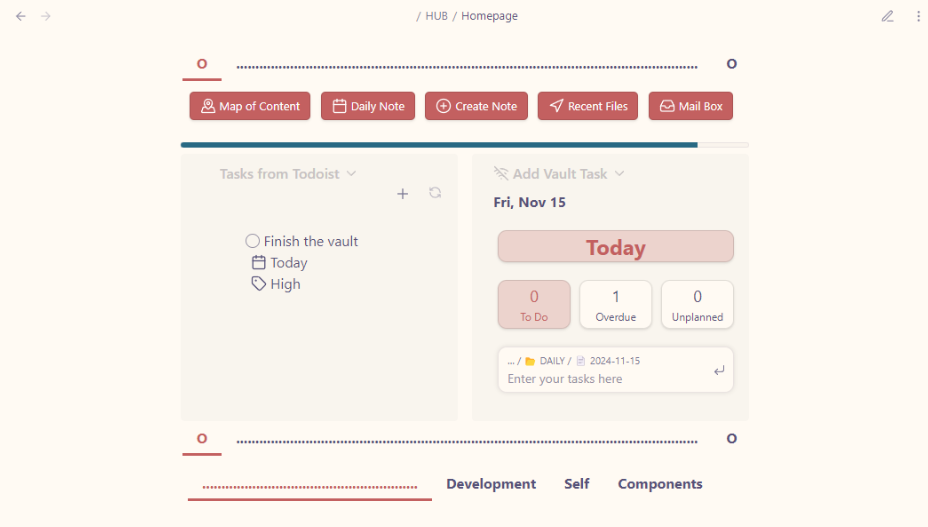 / HUB / Homepage
O ........................................................................................................................ O
Map of Content Daily Note Create Note Recent Files Mail Box
Tasks from Todoist
Finish the vault
Today
High
Add Vault Task
Fri, Nov 15
Today
0 1 0
To Do Overdue Unplanned
... / DAILY / 2024-11-15
Enter your tasks here
O ........................................................................................................................ O
........................................................ Development Self Components